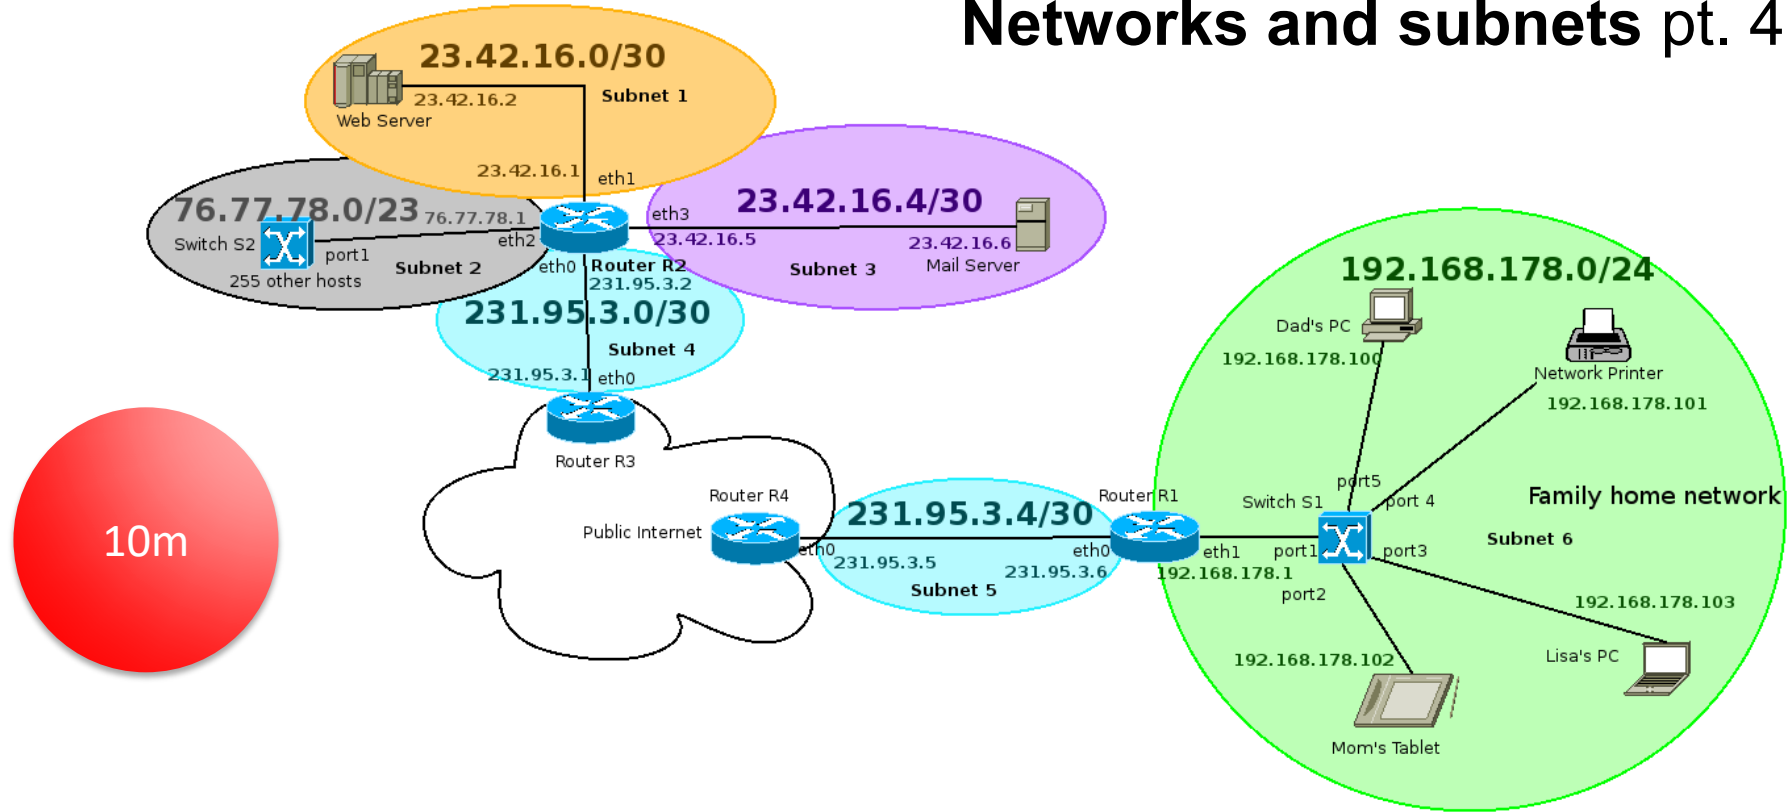 Networks and subnets pt. 4
23.42.16.0/30
23.42.16.2
Subnet 1
Web Server
23.42.16.1
eth1
76.77.78.0/23
76.77.78.1
Switch S2
port1
eth2
Subnet 2
255 other hosts
eth3
23.42.16.4/30
23.42.16.5
23.42.16.6
Subnet 3
Mail Server
eth0
Router R2
231.95.3.2
231.95.3.0/30
Subnet 4
231.95.3.1
eth0
Router R3
10m
Router R4
Public Internet
eth0
231.95.3.4/30
231.95.3.5
Subnet 5
Router R1
eth0
231.95.3.6
eth1
192.168.178.1
192.168.178.0/24
Dad's PC
192.168.178.100
Network Printer
192.168.178.101
port5
Switch S1
port 4
Family home network
Subnet 6
port1
port3
port2
192.168.178.103
Lisa's PC
192.168.178.102
Mom's Tablet